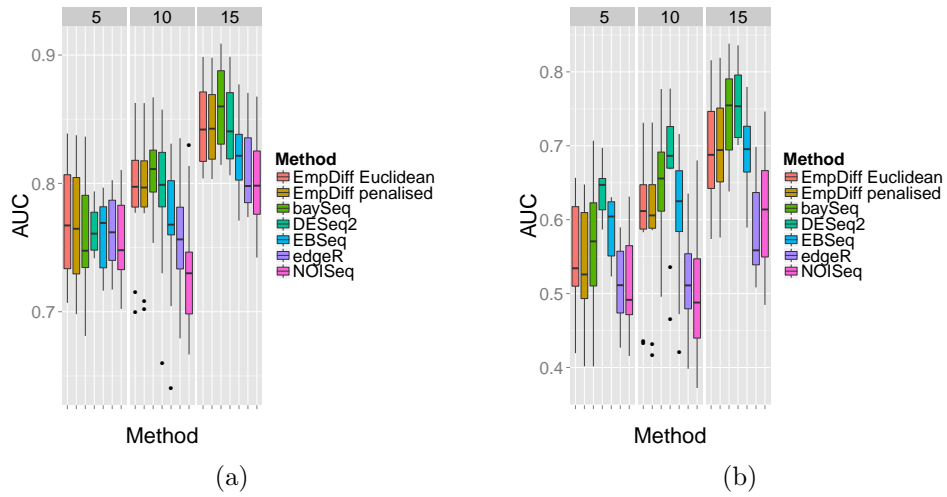 5 10 15
0.9
0.8
0.7
AUC
Method
Method
EmpDiff Euclidean
EmpDiff penalised
baySeq
DESeq2
EBSeq
edgeR
NOISeq
(a)
5 10 15
0.8
0.7
0.6
0.5
0.4
AUC
Method
Method
EmpDiff Euclidean
EmpDiff penalised
baySeq
DESeq2
EBSeq
edgeR
NOISeq
(b)